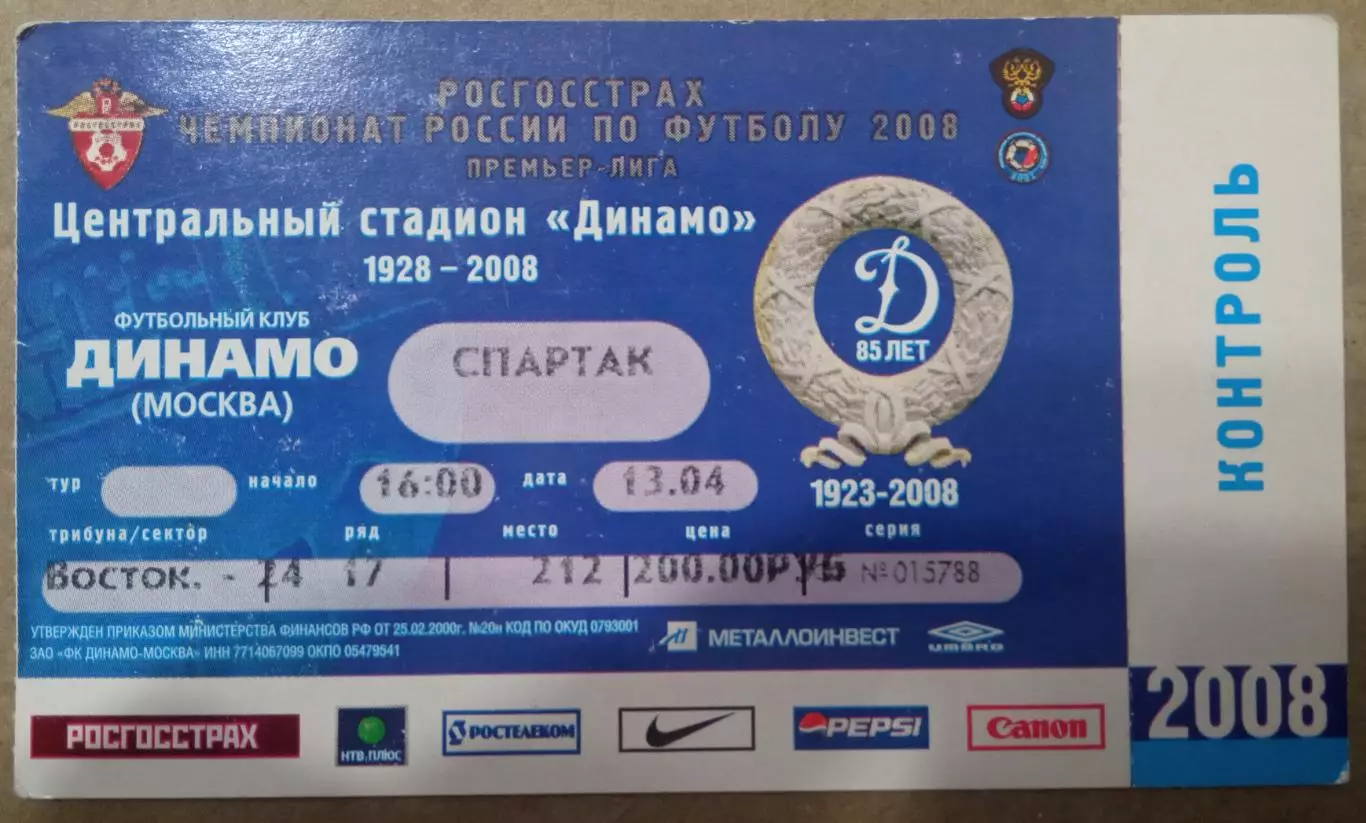 РОСГОССТРАХ
ЧЕМПИОНАТ РОССИИ ПО ФУТБОЛУ 2008
ПРЕМЬЕР-ЛИГА
РОСГОССТРАХ
Центральный стадион «Динамо»
1928 – 2008
ФУТБОЛЬНЫЙ КЛУБ
ДИНАМО
(МОСКВА)
СПАРТАК
Д
85 ЛЕТ
1923-2008
тур начало 16:00 дата 13.04
трибуна/сектор ряд место цена серия
ВОСТОК. - 24 17 212 200.00РУБ № 015788
УТВЕРЖДЕН ПРИКАЗОМ МИНИСТЕРСТВА ФИНАНСОВ РФ ОТ 25.02.2000г. №20н КОД ПО ОКУД 0793001
ЗАО «ФК ДИНАМО-МОСКВА» ИНН 7714067099 ОКПО 05479541
МЕТАЛЛОИНВЕСТ
UMBRO
РОСГОССТРАХ
НТВ ПЛЮС
РОСТЕЛЕКОМ
PEPSI
Canon
КОНТРОЛЬ
2008